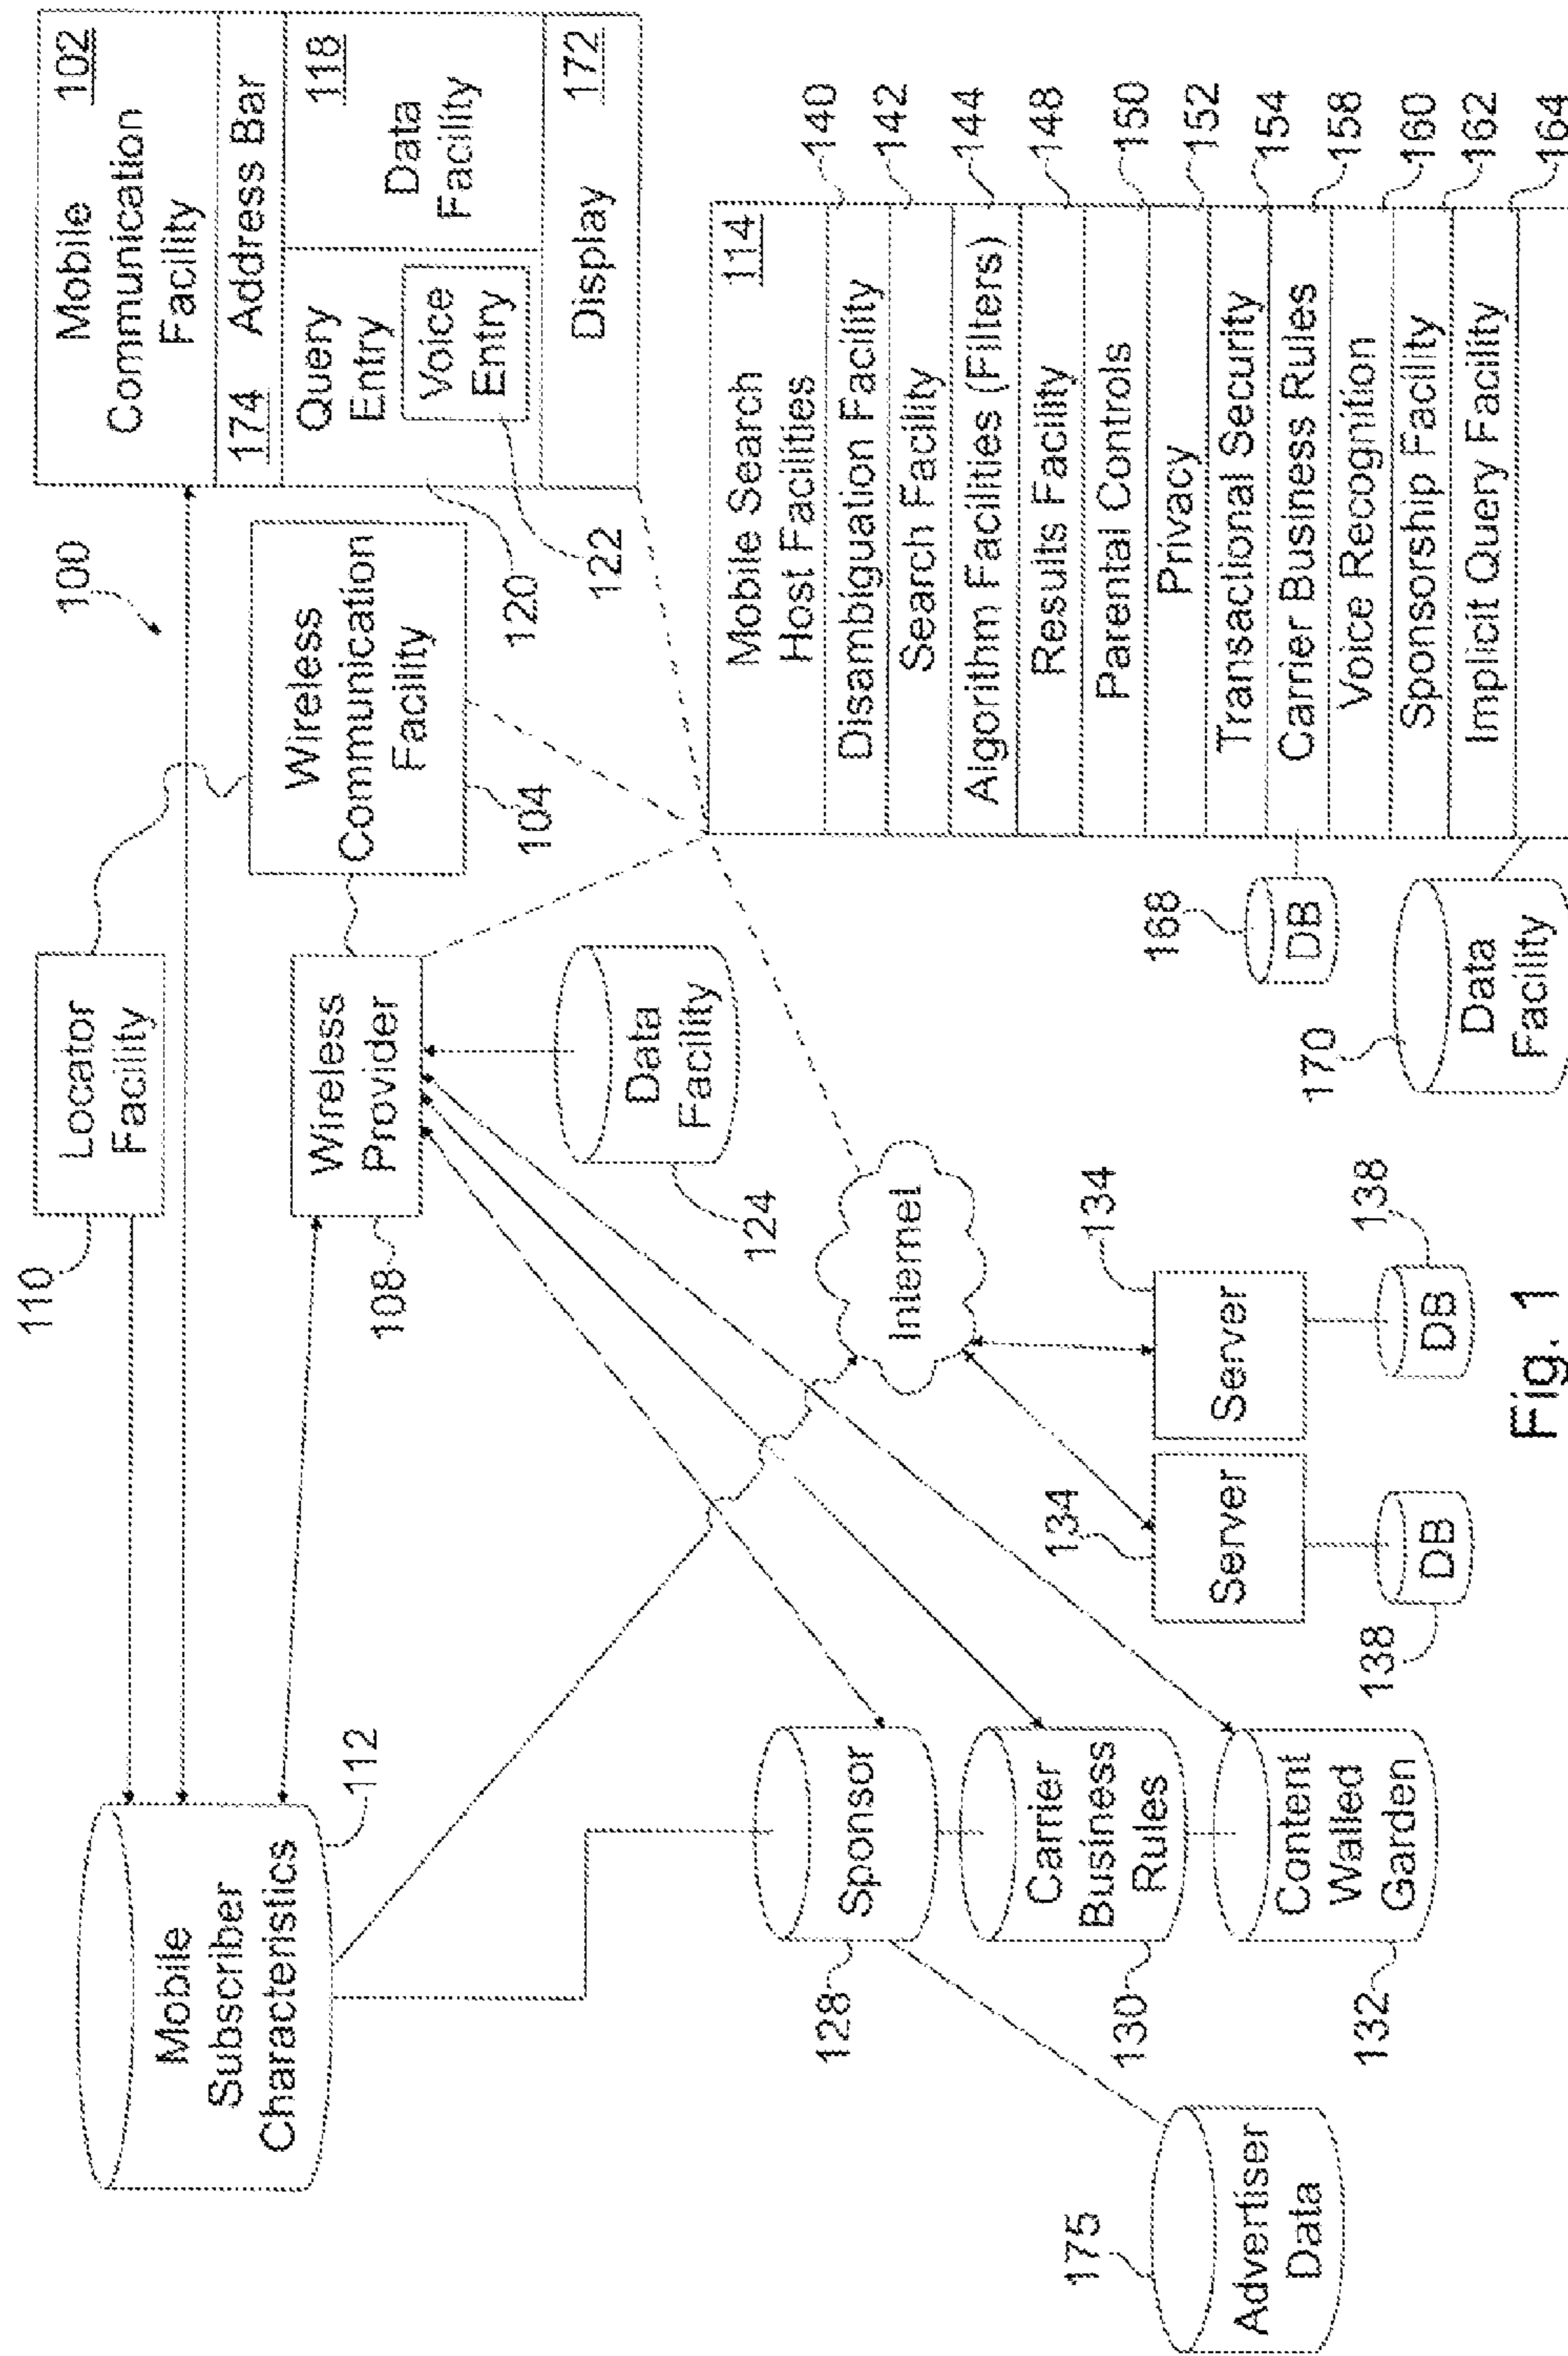 100
110
Locator
Facility
Mobile
Subscriber
Characteristics
112
Wireless
Provider
108
Wireless
Communication
Facility
104
Mobile 102
Communication
Facility
174 Address Bar
Query
Entry
Voice
Entry
118
Data
Facility
Display 172
120
122
Data
Facility
124
Internet
Sponsor
128
Carrier
Business
Rules
130
Content
Walled
Garden
132
175
Advertiser
Data
134
Server
134
Server
138
DB
138
DB
Mobile Search 114
Host Facilities
140
Disambiguation Facility
142
Search Facility
144
Algorithm Facilities (Filters)
148
Results Facility
150
Parental Controls
152
Privacy
154
Transactional Security
158
Carrier Business Rules
160
Voice Recognition
162
Sponsorship Facility
164
Implicit Query Facility
168
DB
170
Data
Facility
Fig. 1